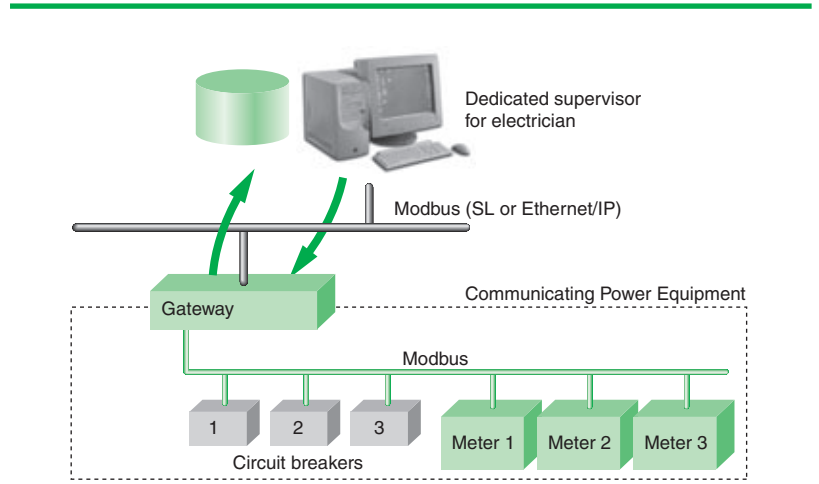 Dedicated supervisor
for electrician
Modbus (SL or Ethernet/IP)
Communicating Power Equipment
Gateway
Modbus
1
2
3
Meter 1
Meter 2
Meter 3
Circuit breakers